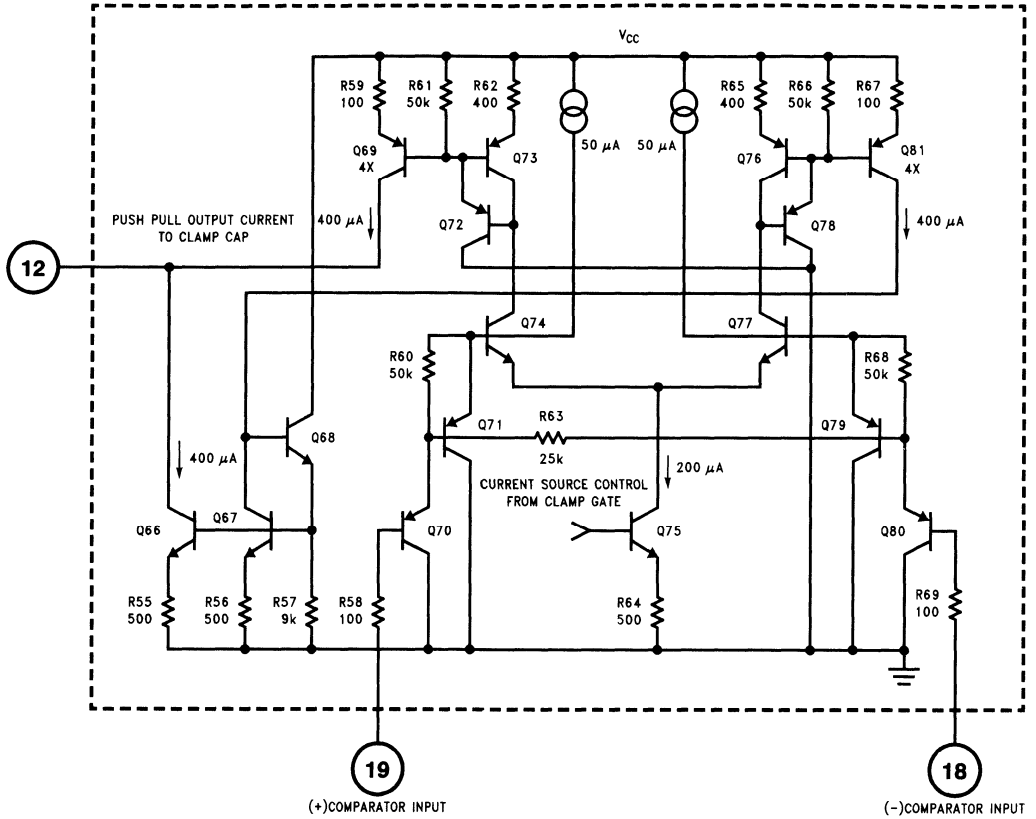 VCC
R59
100
R61
50k
R62
400
50 μA
50 μA
R65
400
R66
50k
R67
100
Q69
4X
Q73
Q76
Q81
4X
PUSH PULL OUTPUT CURRENT
TO CLAMP CAP
400 μA
Q72
Q78
400 μA
12
Q74
Q77
R60
50k
R68
50k
Q71
R63
25k
Q79
Q68
400 μA
CURRENT SOURCE CONTROL
FROM CLAMP GATE
200 μA
Q66
Q67
Q70
Q75
Q80
R55
500
R56
500
R57
9k
R58
100
R64
500
R69
100
19
(+)COMPARATOR INPUT
18
(-)COMPARATOR INPUT